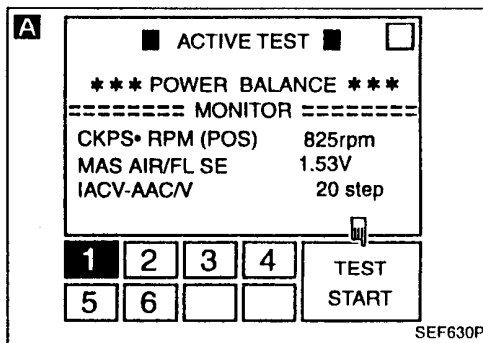 A
■ ACTIVE TEST ■
*** POWER BALANCE ***
======== MONITOR ========
CKPS• RPM (POS) 825rpm
MAS AIR/FL SE 1.53V
IACV-AAC/V 20 step
1 2 3 4 TEST
5 6 START
SEF630P